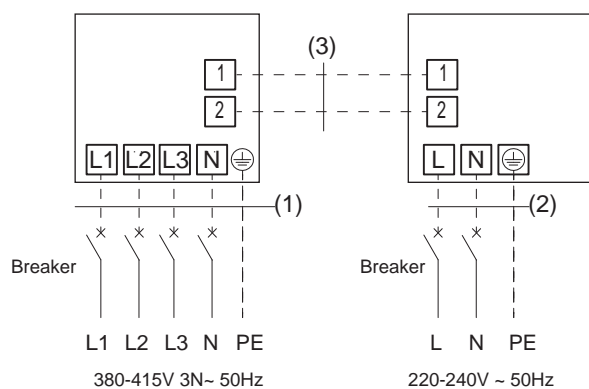 (3)
1
1
2
2
L1 L2 L3 N
L N
(1)
(2)
Breaker
Breaker
L1 L2 L3 N PE
L N PE
380-415V 3N~ 50Hz
220-240V ~ 50Hz